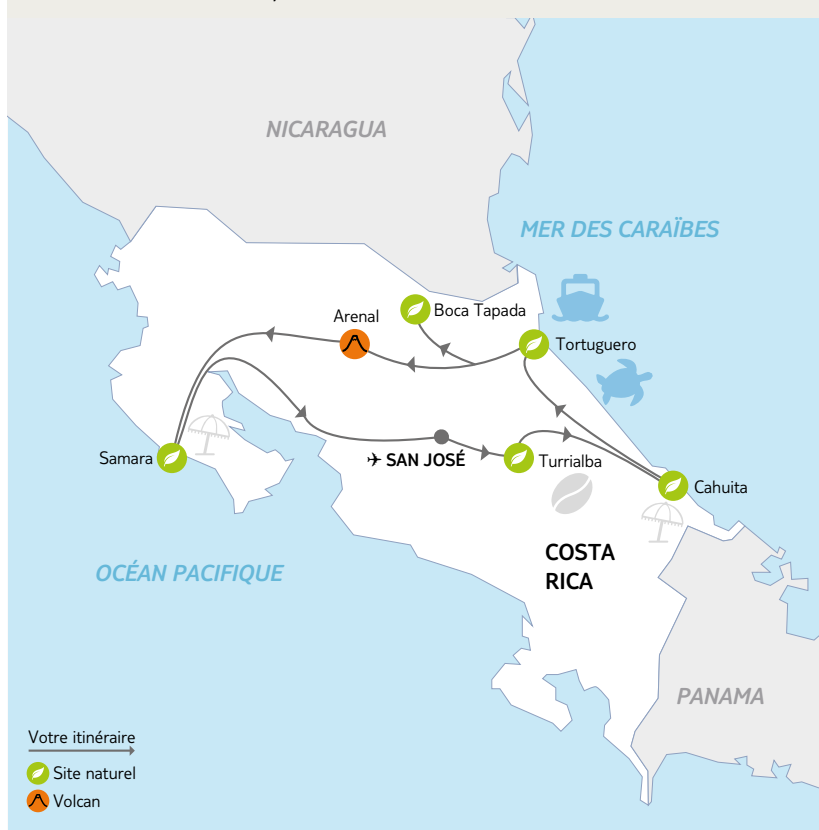 NICARAGUA
MER DES CARAÏBES
Boca Tapada
Arenal
Tortuguero
Samara
SAN JOSÉ
Turrialba
Cahuita
COSTA
RICA
OCÉAN PACIFIQUE
PANAMA
Votre itinéraire
Site naturel
Volcan